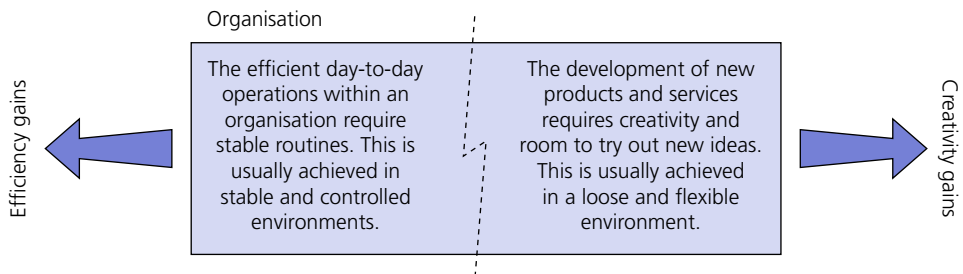 Organisation
Efficiency gains
The efficient day-to-day
operations within an
organisation require
stable routines. This is
usually achieved in
stable and controlled
environments.
The development of new
products and services
requires creativity and
room to try out new ideas.
This is usually achieved
in a loose and flexible
environment.
Creativity gains